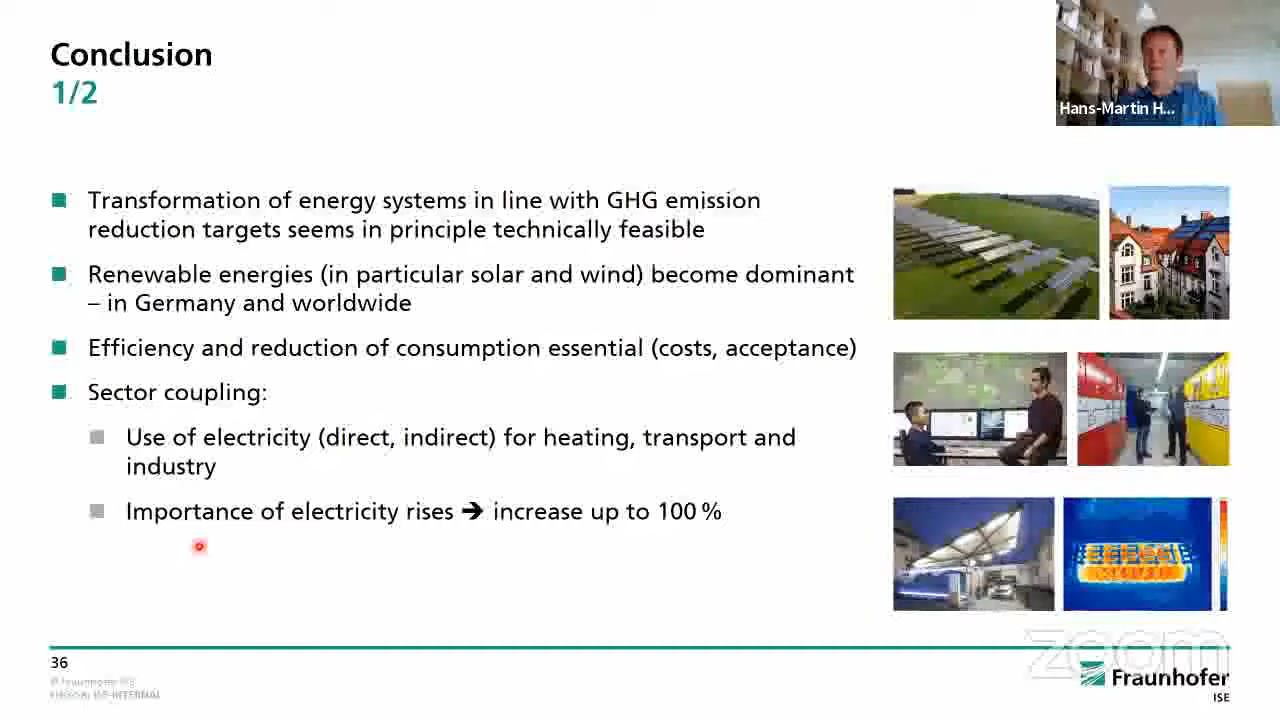 Conclusion
1/2
Hans-Martin H...
Transformation of energy systems in line with GHG emission
reduction targets seems in principle technically feasible
Renewable energies (in particular solar and wind) become dominant
– in Germany and worldwide
Efficiency and reduction of consumption essential (costs, acceptance)
Sector coupling:
Use of electricity (direct, indirect) for heating, transport and
industry
Importance of electricity rises ➔ increase up to 100 %
36
zoom
Fraunhofer
ISE